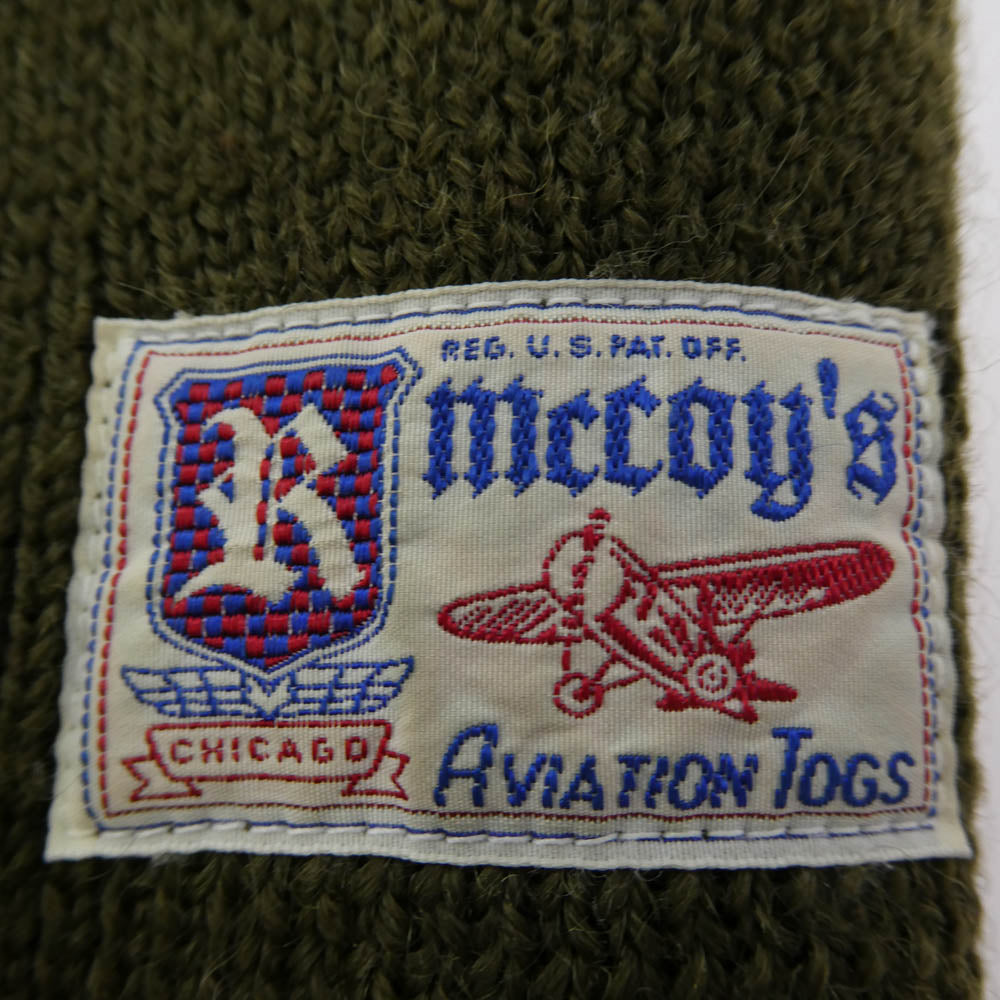 REG. U.S. PAT. OFF.
mccoy's
R
CHICAGO
AVIATION TOGS